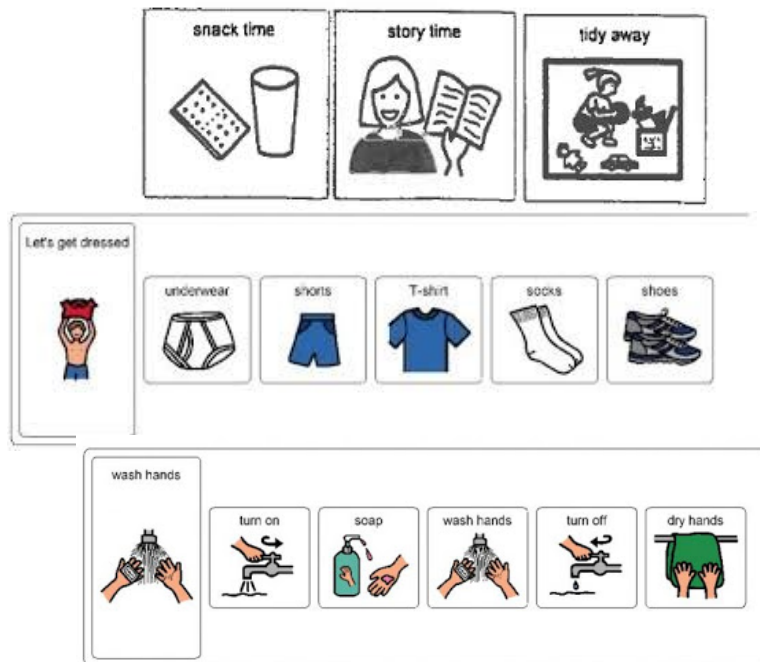 snack time
story time
tidy away
Let's get dressed
underwear
shorts
T-shirt
socks
shoes
wash hands
turn on
soap
wash hands
turn off
dry hands